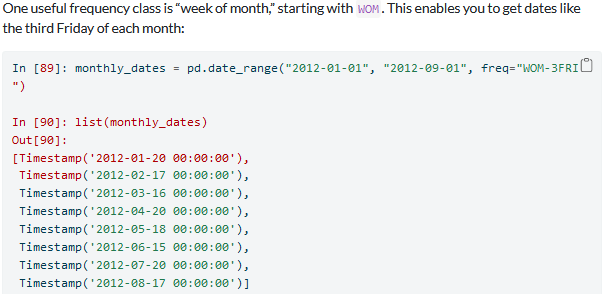 One useful frequency class is “week of month,” starting with WOM. This enables you to get dates like
the third Friday of each month:
In [89]: monthly_dates = pd.date_range("2012-01-01", "2012-09-01", freq="WOM-3FRI
")
In [90]: list(monthly_dates)
Out[90]:
[Timestamp('2012-01-20 00:00:00'),
Timestamp('2012-02-17 00:00:00'),
Timestamp('2012-03-16 00:00:00'),
Timestamp('2012-04-20 00:00:00'),
Timestamp('2012-05-18 00:00:00'),
Timestamp('2012-06-15 00:00:00'),
Timestamp('2012-07-20 00:00:00'),
Timestamp('2012-08-17 00:00:00')]